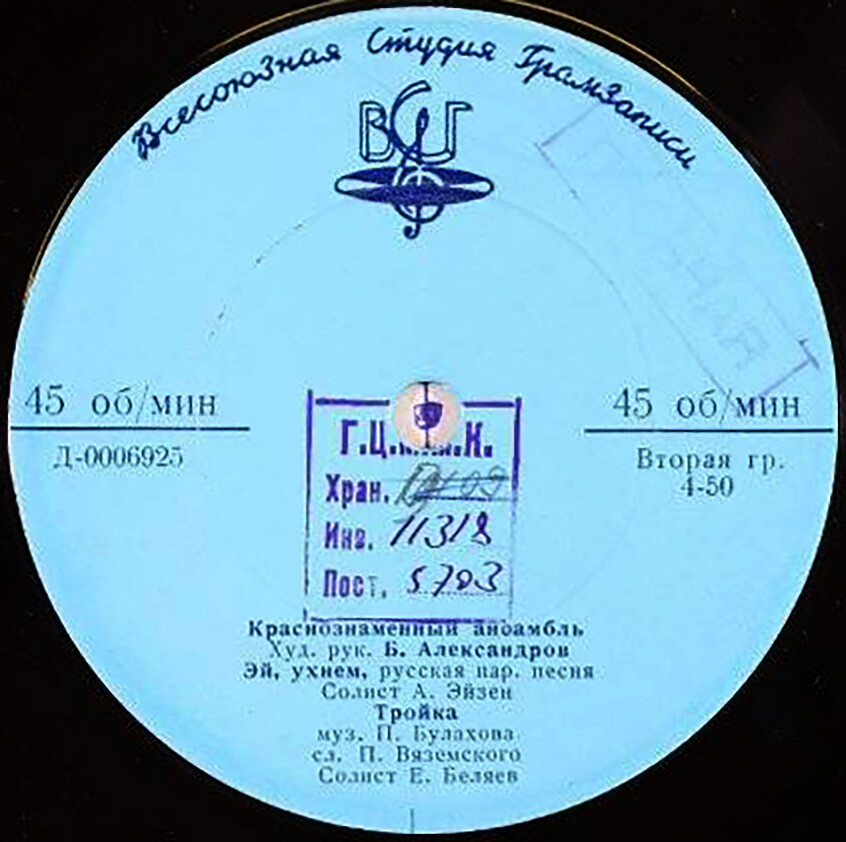 Всесоюзная Студия Грамзаписи
ВСГ
45 об/мин
Д-0006925
45 об/мин
Вторая гр.
4-50
Хран.
Инв. 11318
Пост. 5703
Краснознаменный ансамбль
Худ. рук. Б. Александров
Эй, ухнем, русская нар. песня
Солист А. Эйзен
Тройка
муз. П. Булахова
сл. П. Вяземского
Солист Е. Беляев